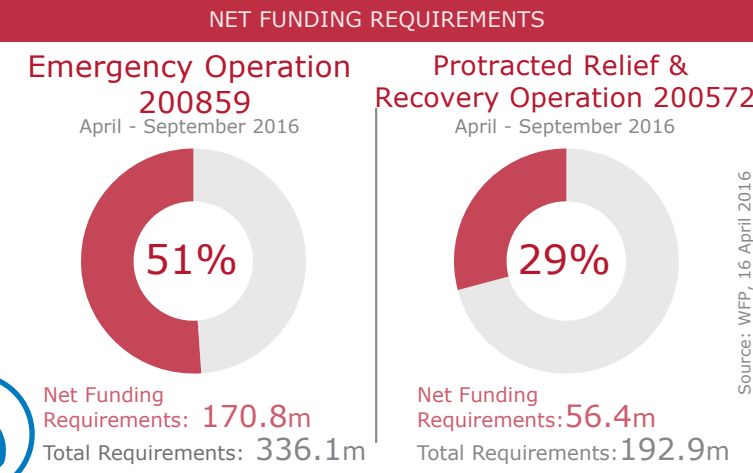 NET FUNDING REQUIREMENTS
Emergency Operation
200859
April - September 2016
51%
Net Funding
Requirements: 170.8m
Total Requirements: 336.1m
Protracted Relief &
Recovery Operation 200572
April - September 2016
29%
Net Funding
Requirements:56.4m
Total Requirements:192.9m
Source: WFP, 16 April 2016